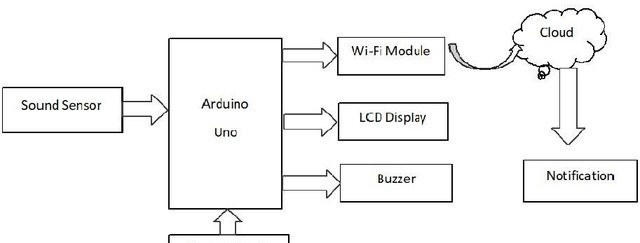 Cloud
Wi-Fi Module
Sound Sensor
Arduino
Uno
LCD Display
Buzzer
Notification